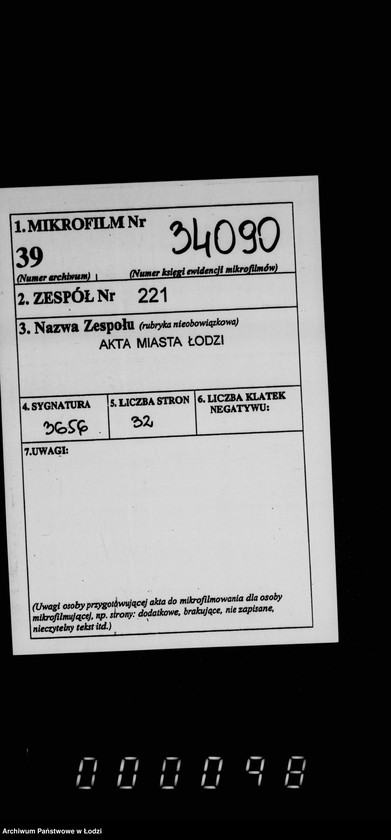 1. MIKROFILM Nr
34090
39
(Numer archiwum) (Numer księgi ewidencji mikrofilmów)
2. ZESPÓŁ Nr 221
3. Nazwa Zespołu (rubryka nieobowiązkowa)
AKTA MIASTA ŁODZI
4. SYGNATURA 5. LICZBA STRON 6. LICZBA KLATEK
NEGATYWU:
3656 32
7.UWAGI:
(Uwagi osoby przygotowującej akta do mikrofilmowania dla osoby
mikrofilmującej, np. strony: dodatkowe, brakujące, nie zapisane,
nieczytelny tekst itd.)
000098
Archiwum Państwowe w Łodzi